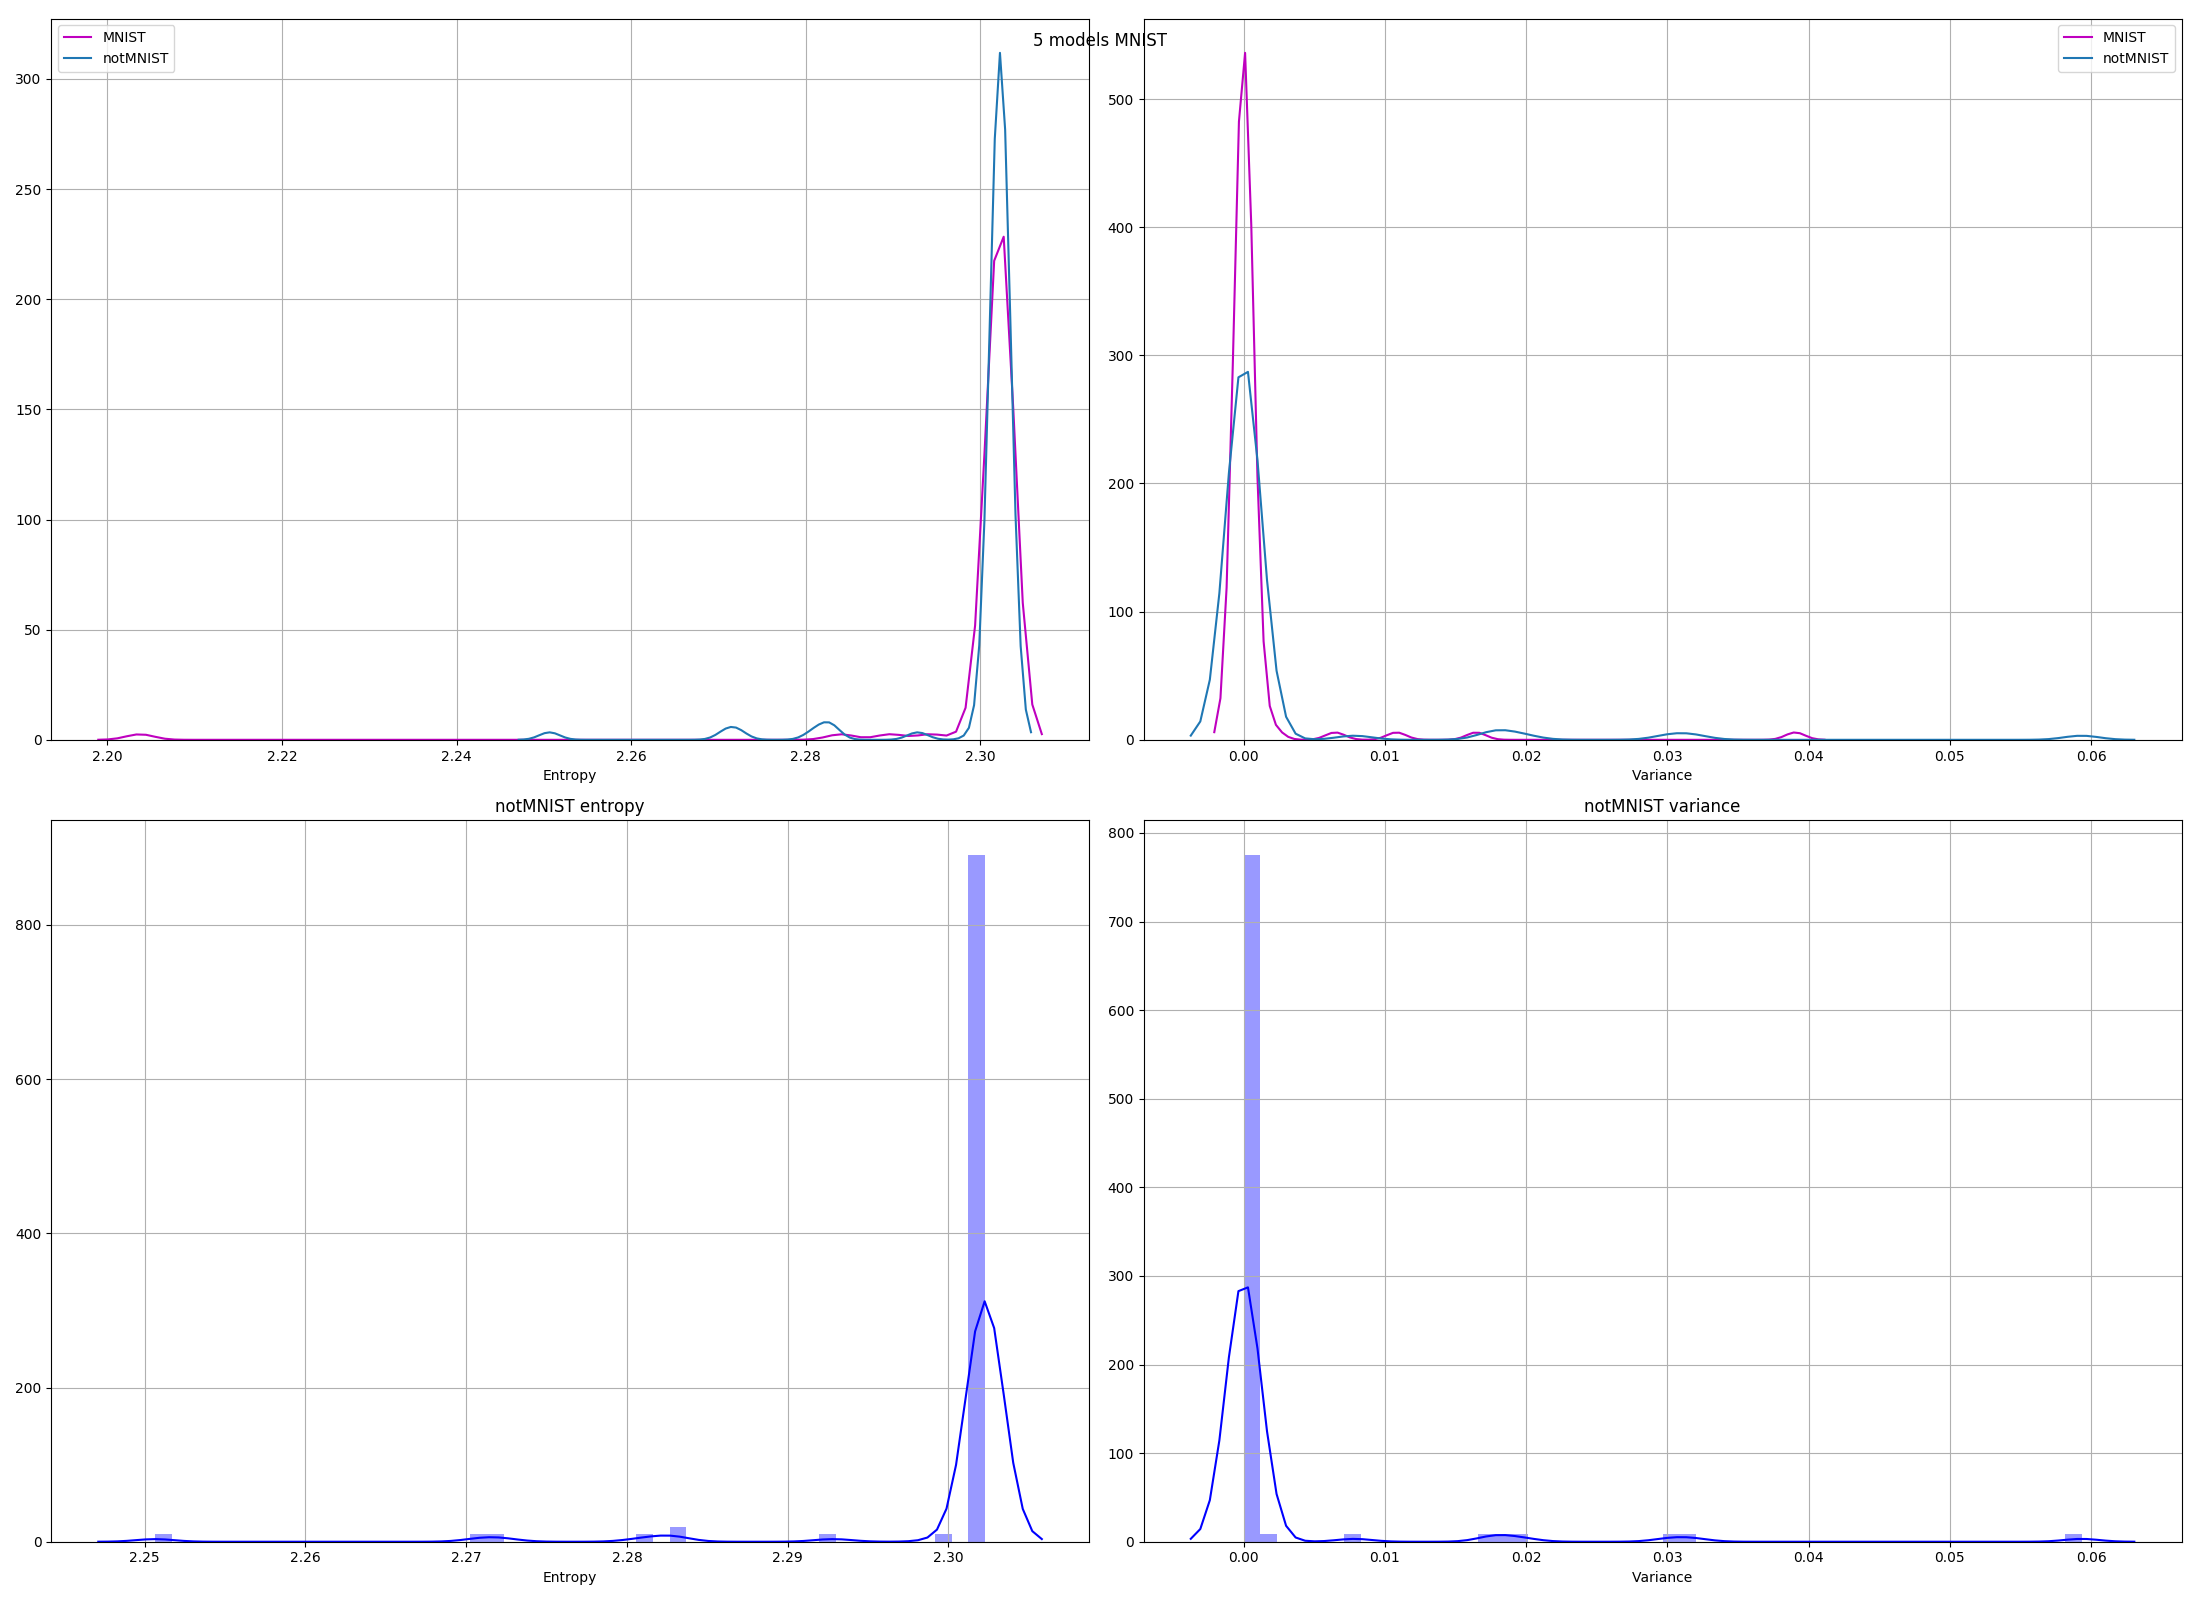 5 models MNIST
MNIST
notMNIST
300
250
200
150
100
50
0
2.20 2.22 2.24 2.26 2.28 2.30
Entropy
MNIST
notMNIST
500
400
300
200
100
0
0.00 0.01 0.02 0.03 0.04 0.05 0.06
Variance
notMNIST entropy
800
600
400
200
0
2.25 2.26 2.27 2.28 2.29 2.30
Entropy
notMNIST variance
800
700
600
500
400
300
200
100
0
0.00 0.01 0.02 0.03 0.04 0.05 0.06
Variance